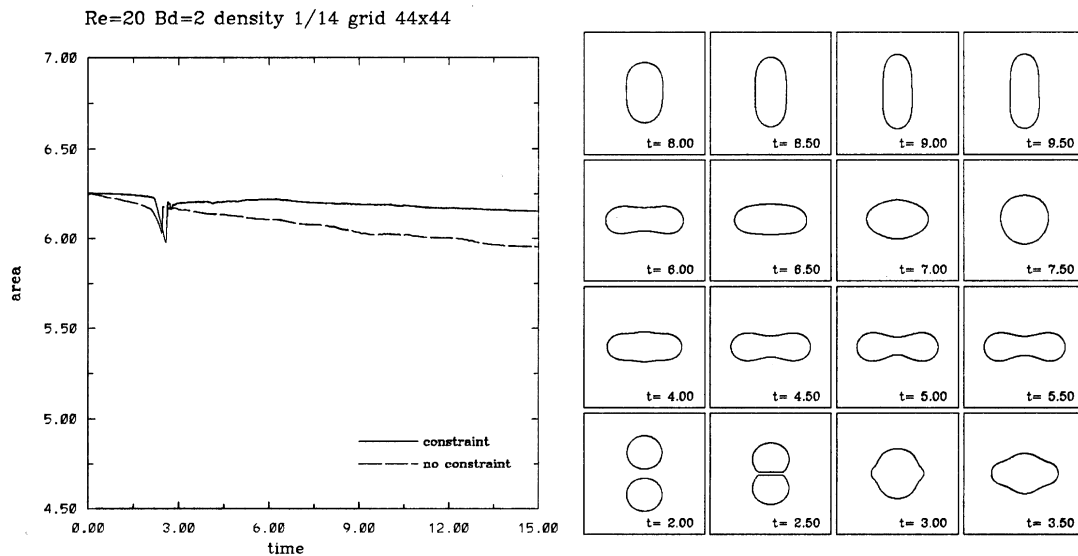 Re=20 Bd=2 density 1/14 grid 44x44
7.00
6.50
6.00
5.50
5.00
4.50
area
0.00 3.00 6.00 9.00 12.00 15.00
time
constraint
no constraint
t= 8.00 t= 8.50 t= 9.00 t= 9.50
t= 6.00 t= 6.50 t= 7.00 t= 7.50
t= 4.00 t= 4.50 t= 5.00 t= 5.50
t= 2.00 t= 2.50 t= 3.00 t= 3.50